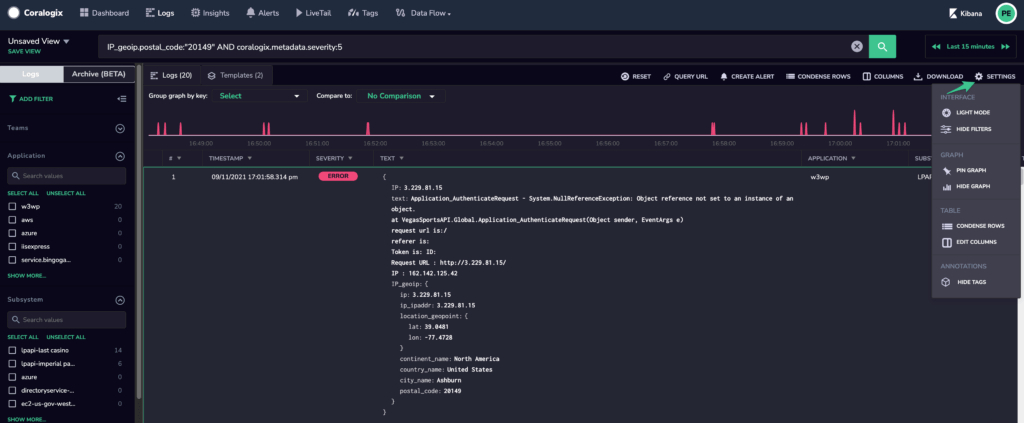 Coralogix
Dashboard
Logs
Insights
Alerts
LiveTail
Tags
Data Flow
Kibana
PE
Unsaved View
SAVE VIEW
IP_geoip.postal_code:"20149" AND coralogix.metadata.severity:5
Last 15 minutes
Logs
Archive (BETA)
Logs (20)
Templates (2)
RESET
QUERY URL
CREATE ALERT
CONDENSE ROWS
COLUMNS
DOWNLOAD
SETTINGS
ADD FILTER
Group graph by key:
Select
Compare to:
No Comparison
Teams
Application
Search values
SELECT ALL
UNSELECT ALL
w3wp 20
aws 0
azure 0
iisexpress 0
service.bingoga... 0
SHOW MORE...
Subsystem
Search values
SELECT ALL
UNSELECT ALL
lpapi-last casino 14
lpapi-imperial pa... 6
azure 0
directoryservice-... 0
ec2-us-gov-west... 0
SHOW MORE...
16:49:00 16:50:00 16:51:00 16:52:00 16:53:00 16:54:00 16:55:00 16:56:00 16:57:00 16:58:00 16:59:00 17:00:00 17:01:00
# TIMESTAMP SEVERITY TEXT APPLICATION SUBS
1 09/11/2021 17:01:58.314 pm ERROR { w3wp LPAP
IP: 3.229.81.15
text: Application_AuthenticateRequest - System.NullReferenceException: Object reference not set to an instance of an
object.
at VegasSportsAPI.Global.Application_AuthenticateRequest(Object sender, EventArgs e)
request url is:/
referer is:
Token is: ID:
Request URL : http://3.229.81.15/
IP : 162.142.125.42
IP_geoip: {
ip: 3.229.81.15
ip_ipaddr: 3.229.81.15
location_geopoint: {
lat: 39.0481
lon: -77.4728
}
continent_name: North America
country_name: United States
city_name: Ashburn
postal_code: 20149
}
}
INTERFACE
LIGHT MODE
HIDE FILTERS
GRAPH
PIN GRAPH
HIDE GRAPH
TABLE
CONDENSE ROWS
EDIT COLUMNS
ANNOTATIONS
HIDE TAGS